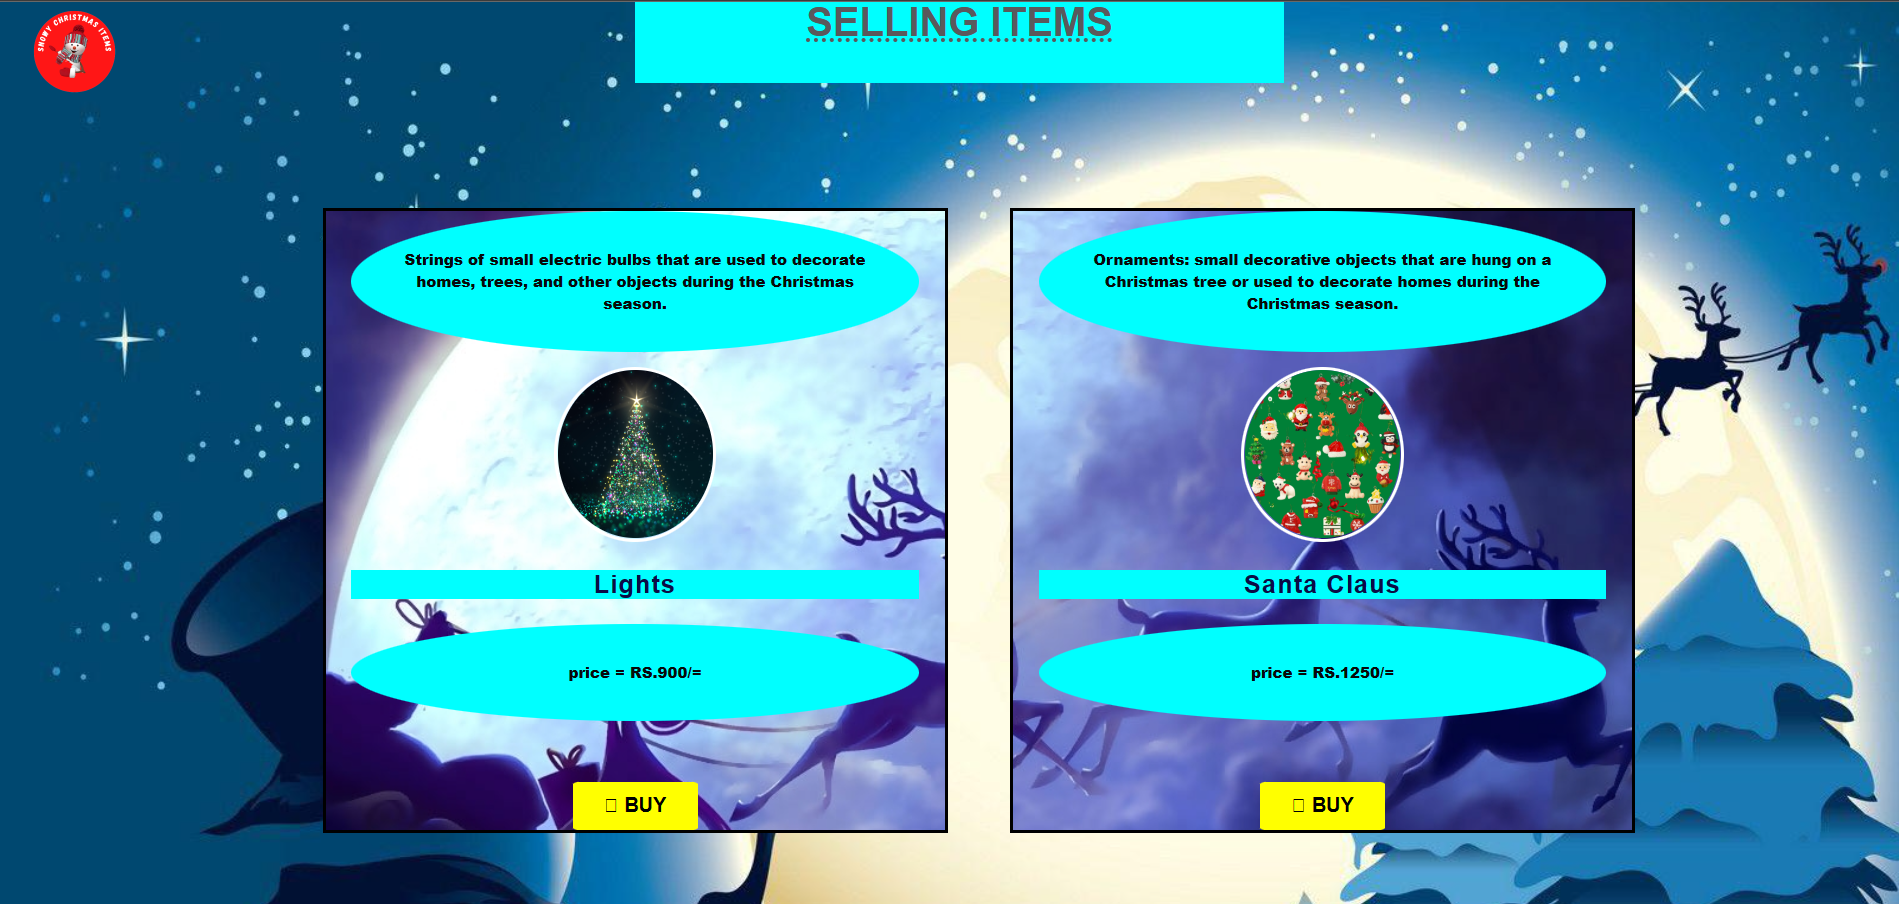 SNOWY CHRISTMAS ITEMS
SELLING ITEMS
Strings of small electric bulbs that are used to decorate
homes, trees, and other objects during the Christmas
season.
Lights
price = RS.900/=
BUY
Ornaments: small decorative objects that are hung on a
Christmas tree or used to decorate homes during the
Christmas season.
Santa Claus
price = RS.1250/=
BUY